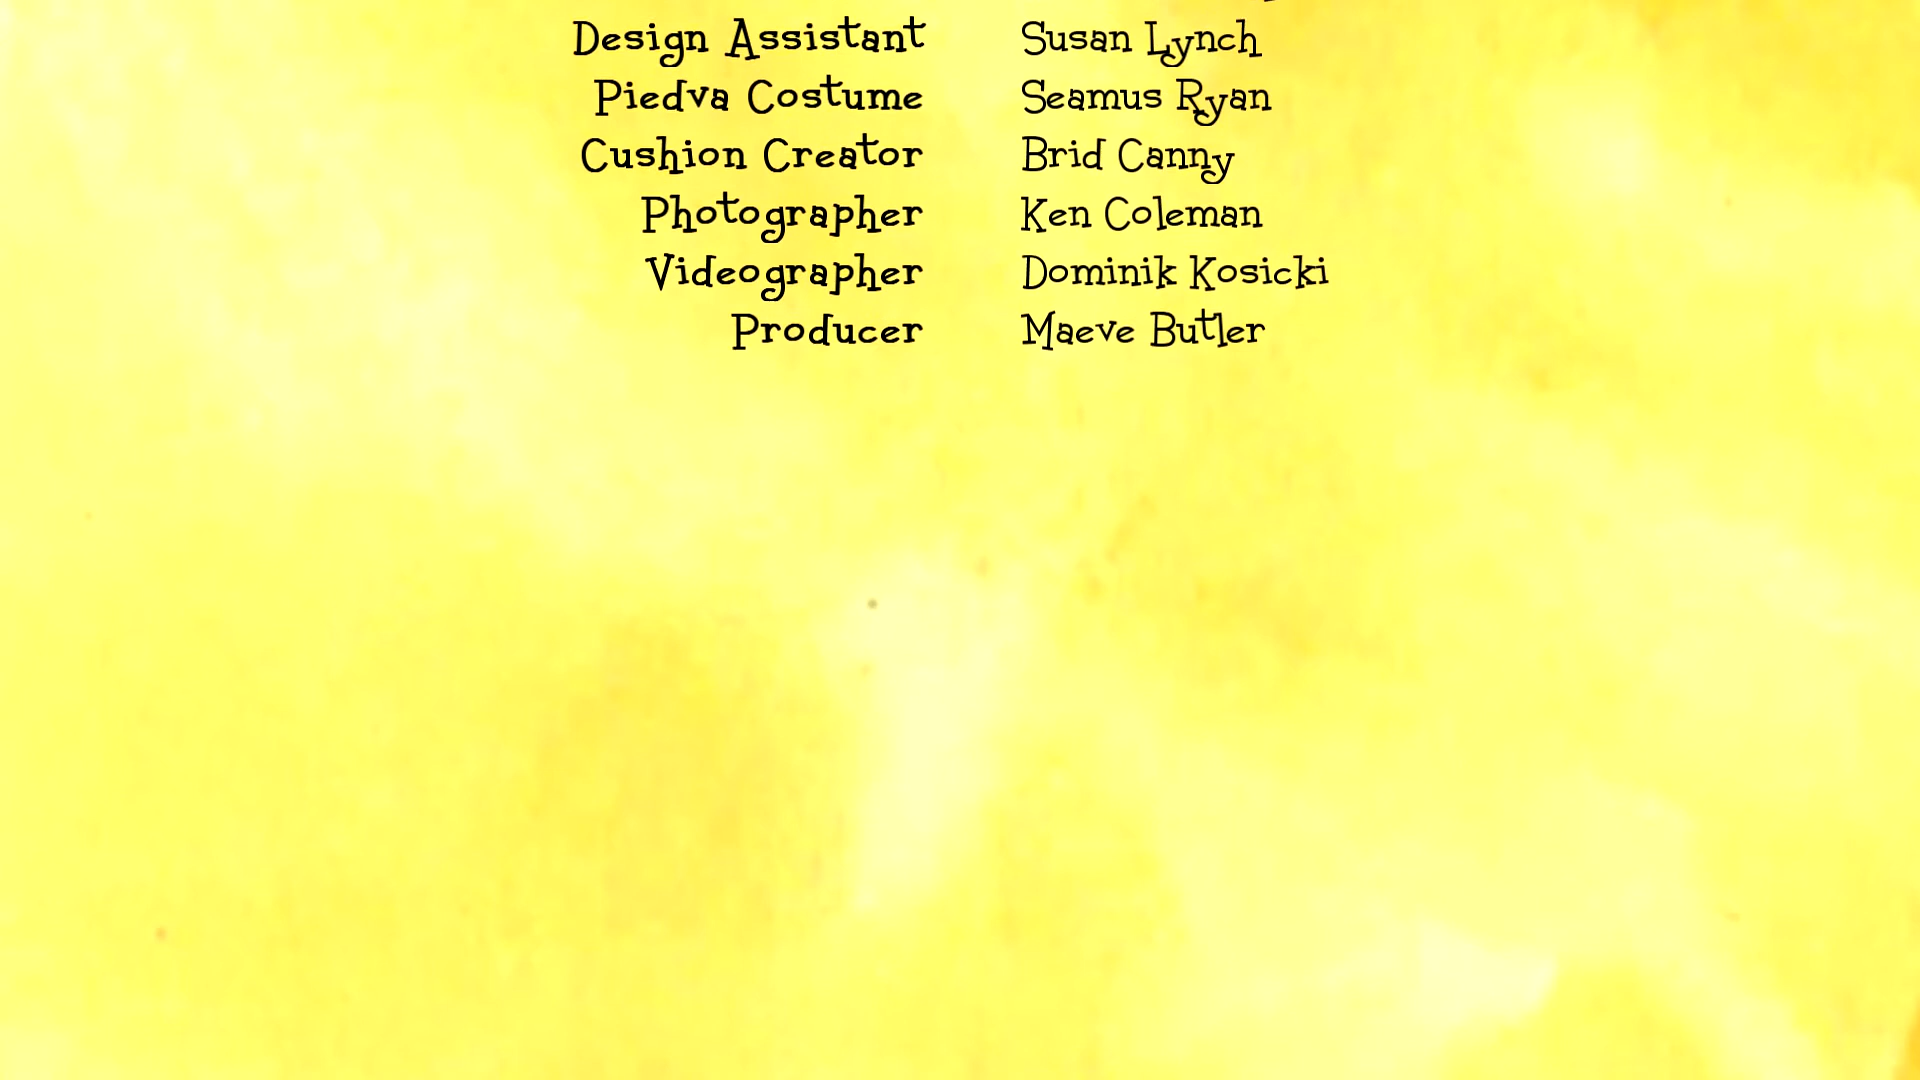 Design Assistant Susan Lynch
Piedva Costume Seamus Ryan
Cushion Creator Brid Canny
Photographer Ken Coleman
Videographer Dominik Kosicki
Producer Maeve Butler